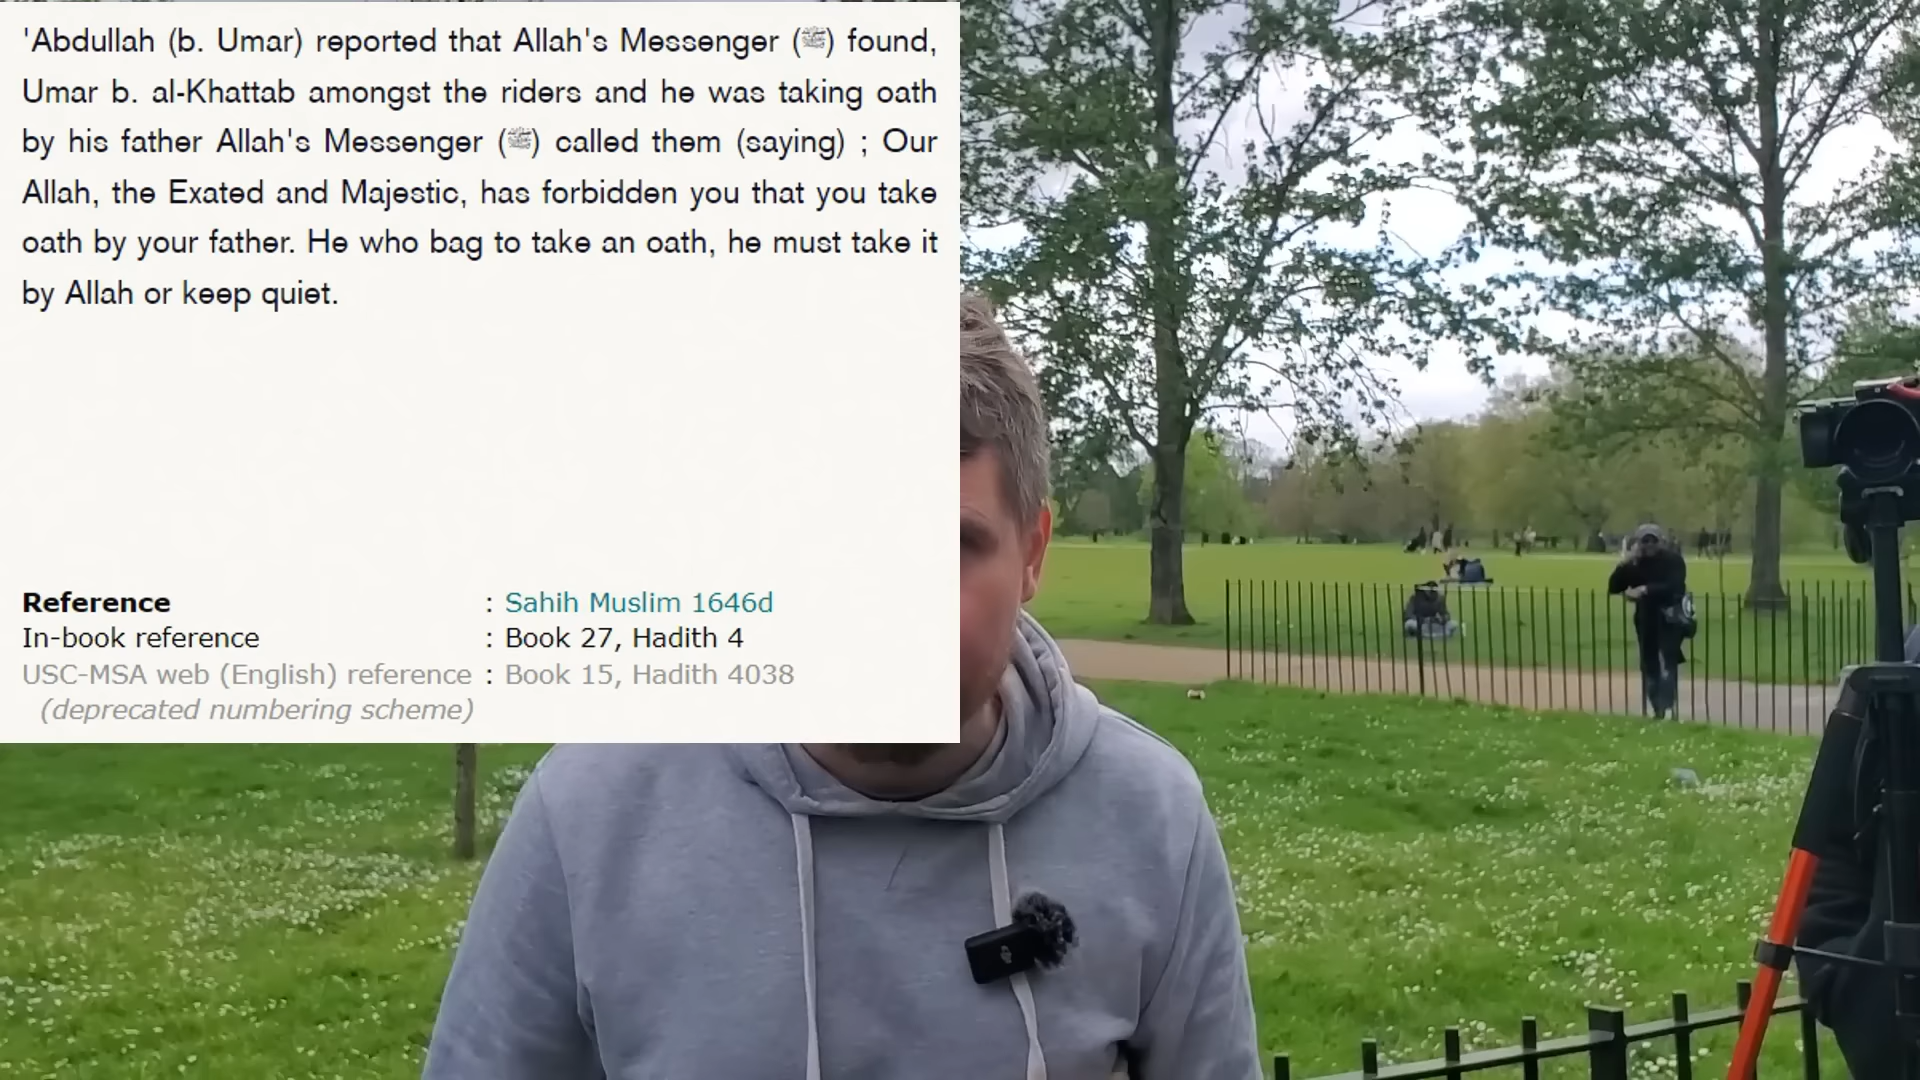 'Abdullah (b. Umar) reported that Allah's Messenger (ﷺ) found,
Umar b. al-Khattab amongst the riders and he was taking oath
by his father Allah's Messenger (ﷺ) called them (saying) ; Our
Allah, the Exated and Majestic, has forbidden you that you take
oath by your father. He who bag to take an oath, he must take it
by Allah or keep quiet.
Reference : Sahih Muslim 1646d
In-book reference : Book 27, Hadith 4
USC-MSA web (English) reference : Book 15, Hadith 4038
(deprecated numbering scheme)